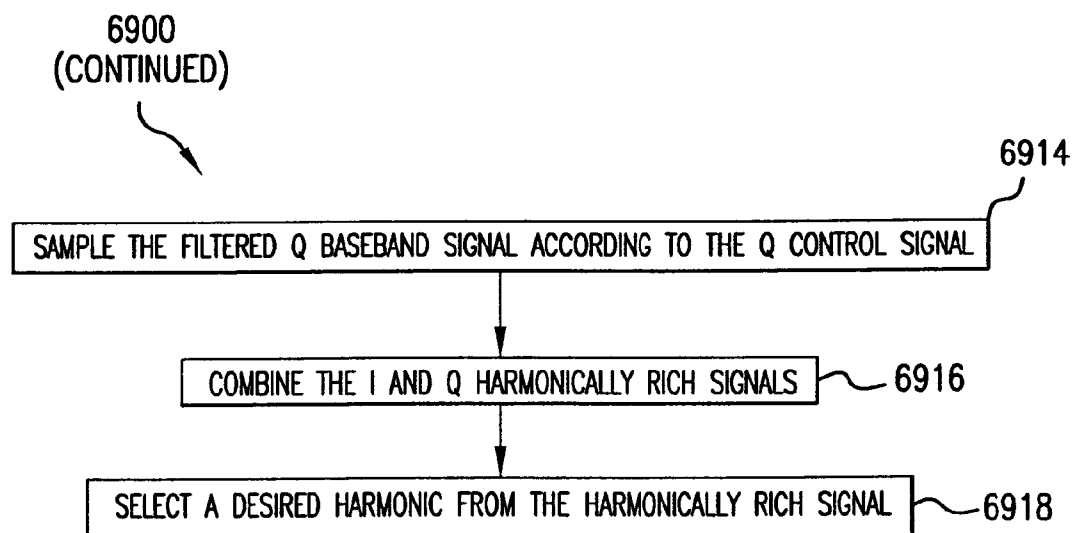 6900
(CONTINUED)
6914
SAMPLE THE FILTERED Q BASEBAND SIGNAL ACCORDING TO THE Q CONTROL SIGNAL
COMBINE THE I AND Q HARMONICALLY RICH SIGNALS
6916
SELECT A DESIRED HARMONIC FROM THE HARMONICALLY RICH SIGNAL
6918